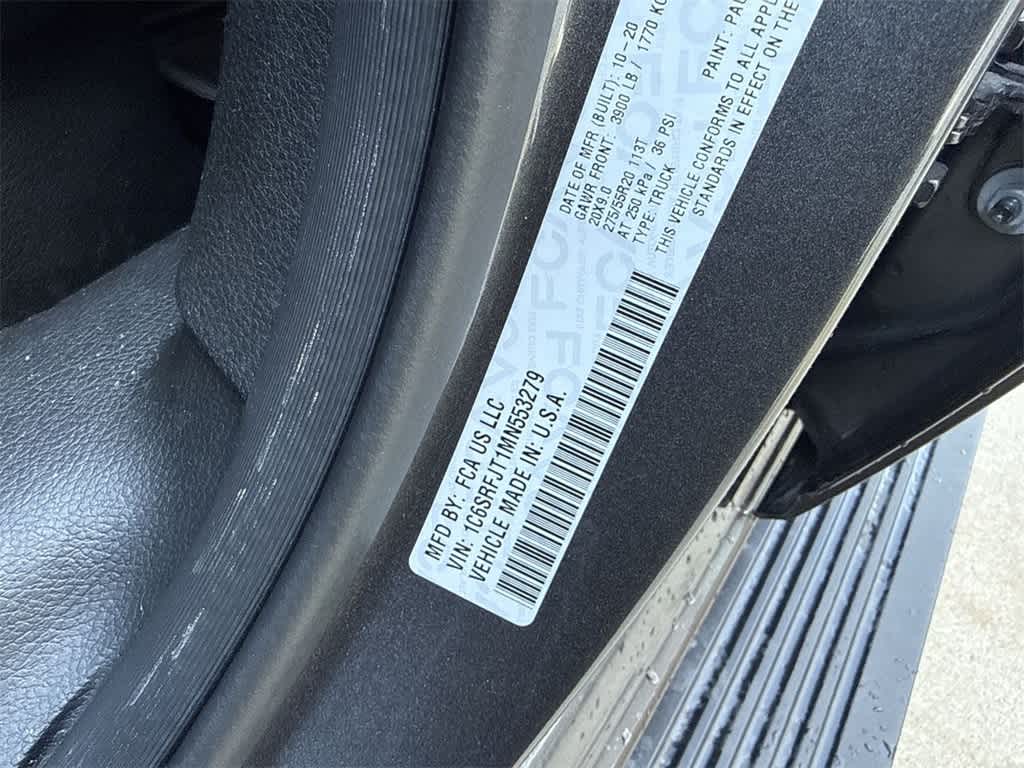 MFD BY: FCA US LLC
VIN: 1C6SRFJT1MN553279
VEHICLE MADE IN: U.S.A.
DATE OF MFR (BUILT): 10-20
GAWR FRONT: 3900 LB / 1770 KG
20X9.0
275/55R20 113T
AT 250 kPa / 36 PSI
TYPE: TRUCK
PAINT:
THIS VEHICLE CONFORMS TO ALL
STANDARDS IN EFFECT ON THE
FCA